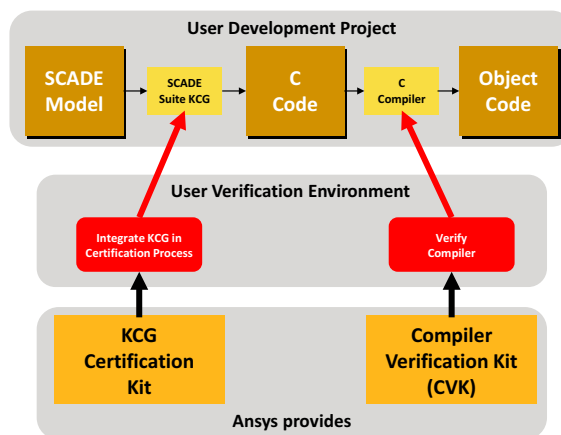 User Development Project
SCADE
Model
SCADE
Suite KCG
C
Code
C
Compiler
Object
Code
User Verification Environment
Integrate KCG in
Certification Process
Verify
Compiler
KCG
Certification
Kit
Compiler
Verification Kit
(CVK)
Ansys provides